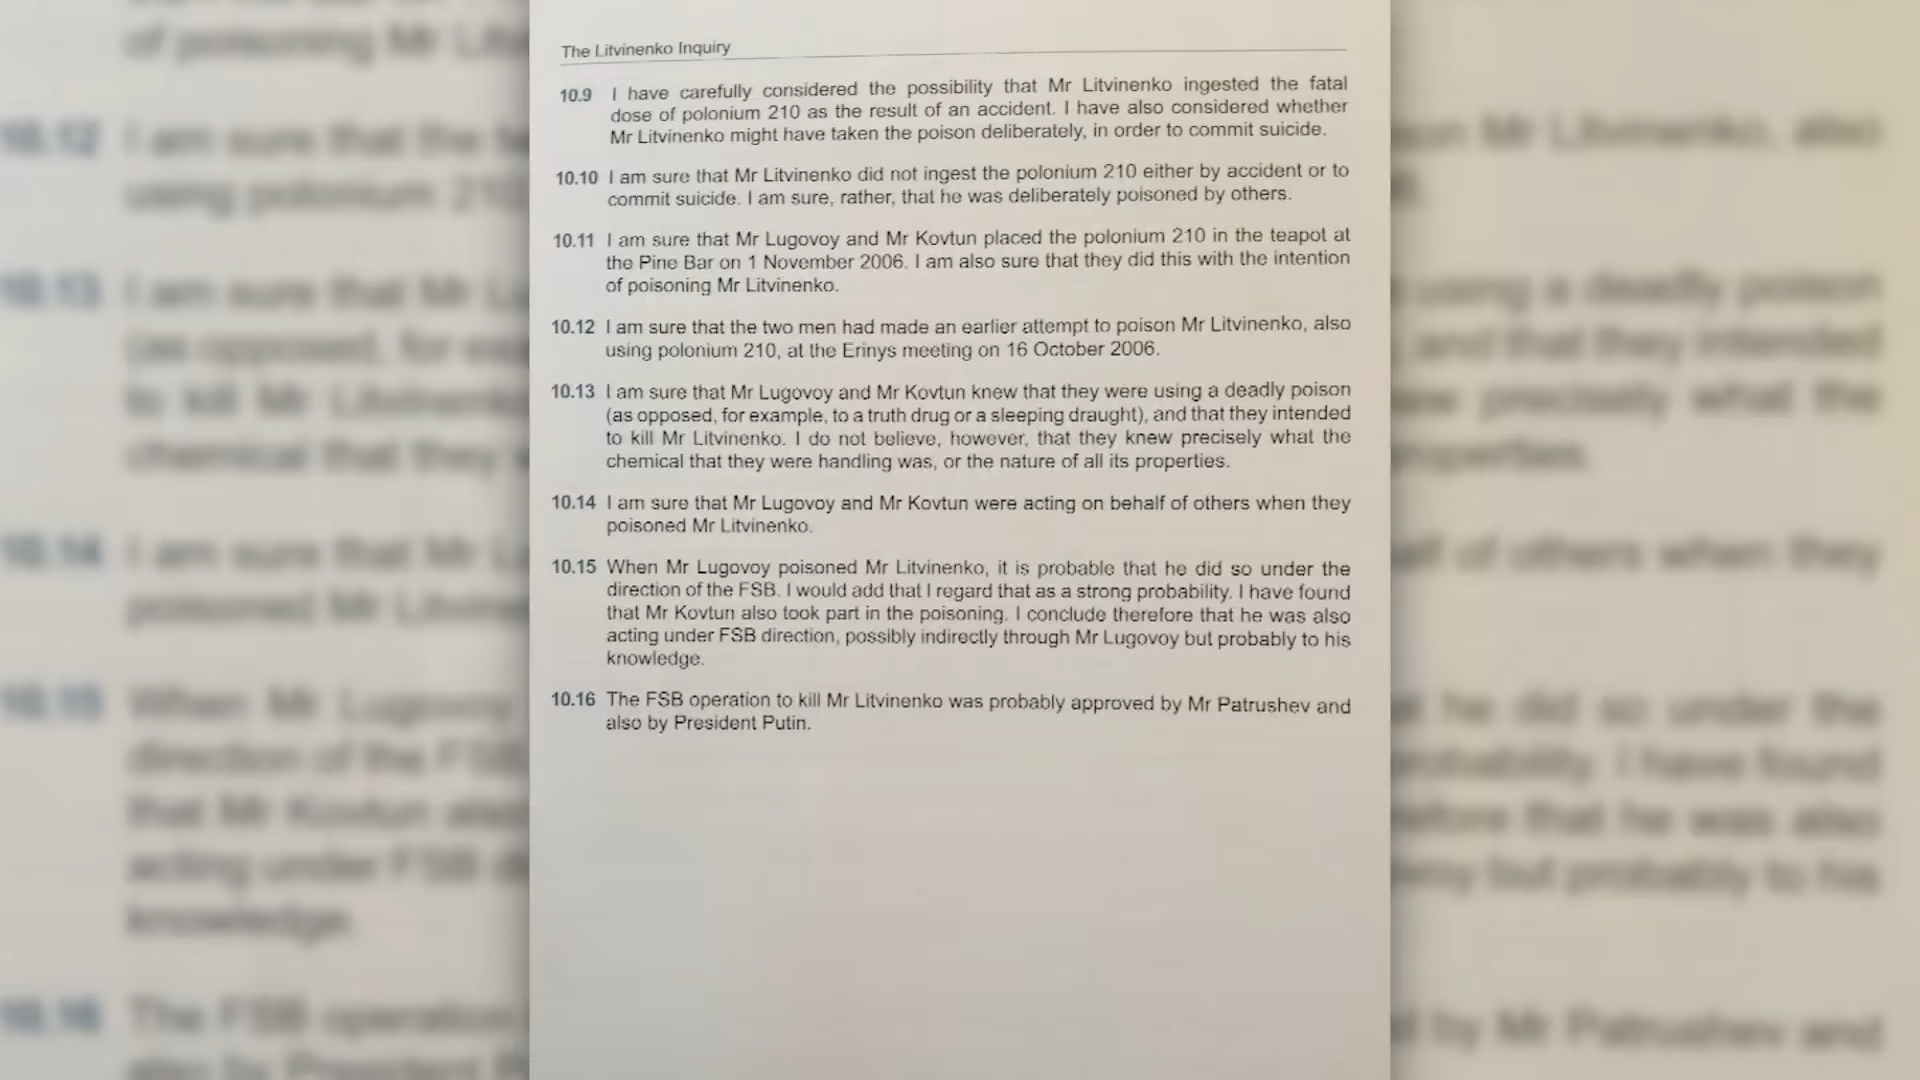 The Litvinenko Inquiry
10.9 I have carefully considered the possibility that Mr Litvinenko ingested the fatal
dose of polonium 210 as the result of an accident. I have also considered whether
Mr Litvinenko might have taken the poison deliberately, in order to commit suicide.
10.10 I am sure that Mr Litvinenko did not ingest the polonium 210 either by accident or to
commit suicide. I am sure, rather, that he was deliberately poisoned by others.
10.11 I am sure that Mr Lugovoy and Mr Kovtun placed the polonium 210 in the teapot at
the Pine Bar on 1 November 2006. I am also sure that they did this with the intention
of poisoning Mr Litvinenko.
10.12 I am sure that the two men had made an earlier attempt to poison Mr Litvinenko, also
using polonium 210, at the Erinys meeting on 16 October 2006.
10.13 I am sure that Mr Lugovoy and Mr Kovtun knew that they were using a deadly poison
(as opposed, for example, to a truth drug or a sleeping draught), and that they intended
to kill Mr Litvinenko. I do not believe, however, that they knew precisely what the
chemical that they were handling was, or the nature of all its properties.
10.14 I am sure that Mr Lugovoy and Mr Kovtun were acting on behalf of others when they
poisoned Mr Litvinenko.
10.15 When Mr Lugovoy poisoned Mr Litvinenko, it is probable that he did so under the
direction of the FSB. I would add that I regard that as a strong probability. I have found
that Mr Kovtun also took part in the poisoning. I conclude therefore that he was also
acting under FSB direction, possibly indirectly through Mr Lugovoy but probably to his
knowledge.
10.16 The FSB operation to kill Mr Litvinenko was probably approved by Mr Patrushev and
also by President Putin.